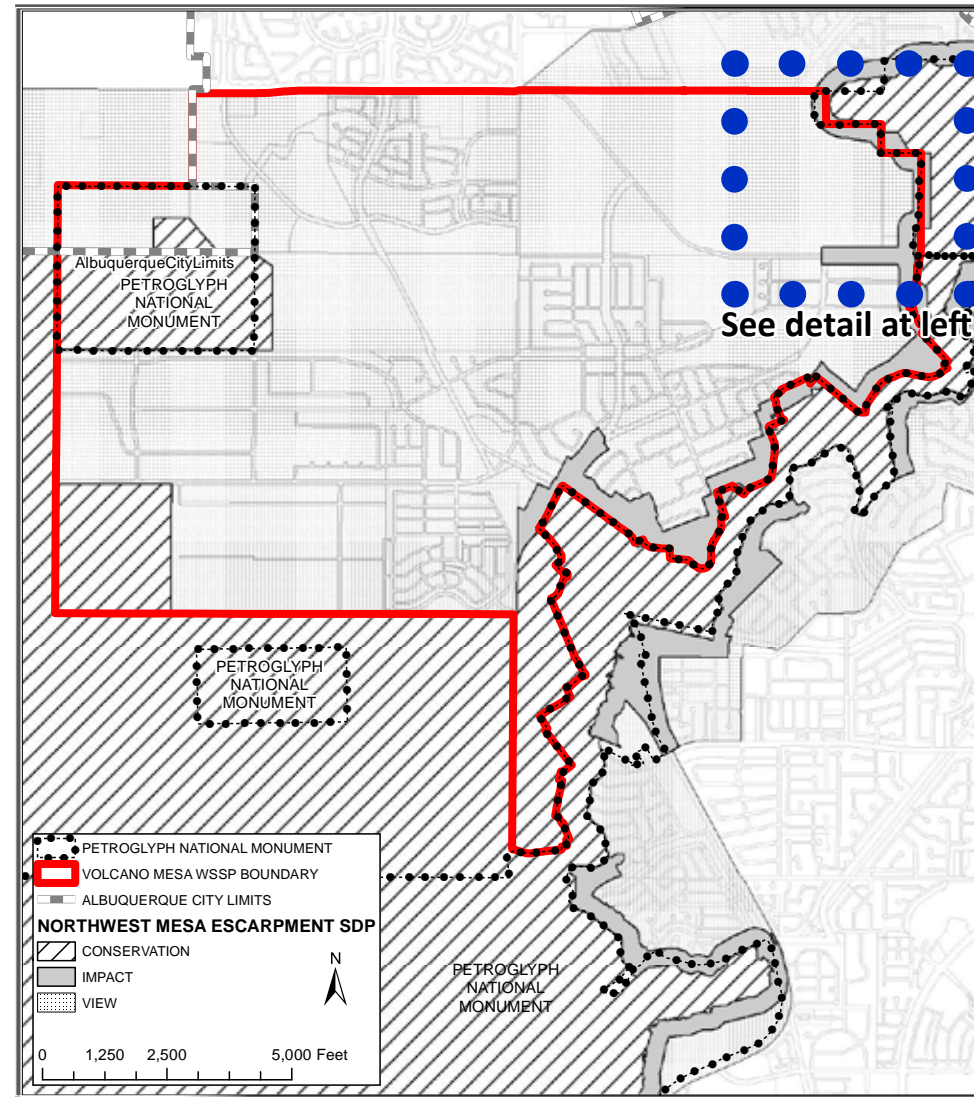 See detail at left
AlbuquerqueCityLimits
PETROGLYPH
NATIONAL
MONUMENT
PETROGLYPH
NATIONAL
MONUMENT
PETROGLYPH
NATIONAL
MONUMENT
PETROGLYPH NATIONAL MONUMENT
VOLCANO MESA WSSP BOUNDARY
ALBUQUERQUE CITY LIMITS
NORTHWEST MESA ESCARPMENT SDP
CONSERVATION
IMPACT
VIEW
N
0 1,250 2,500 5,000 Feet